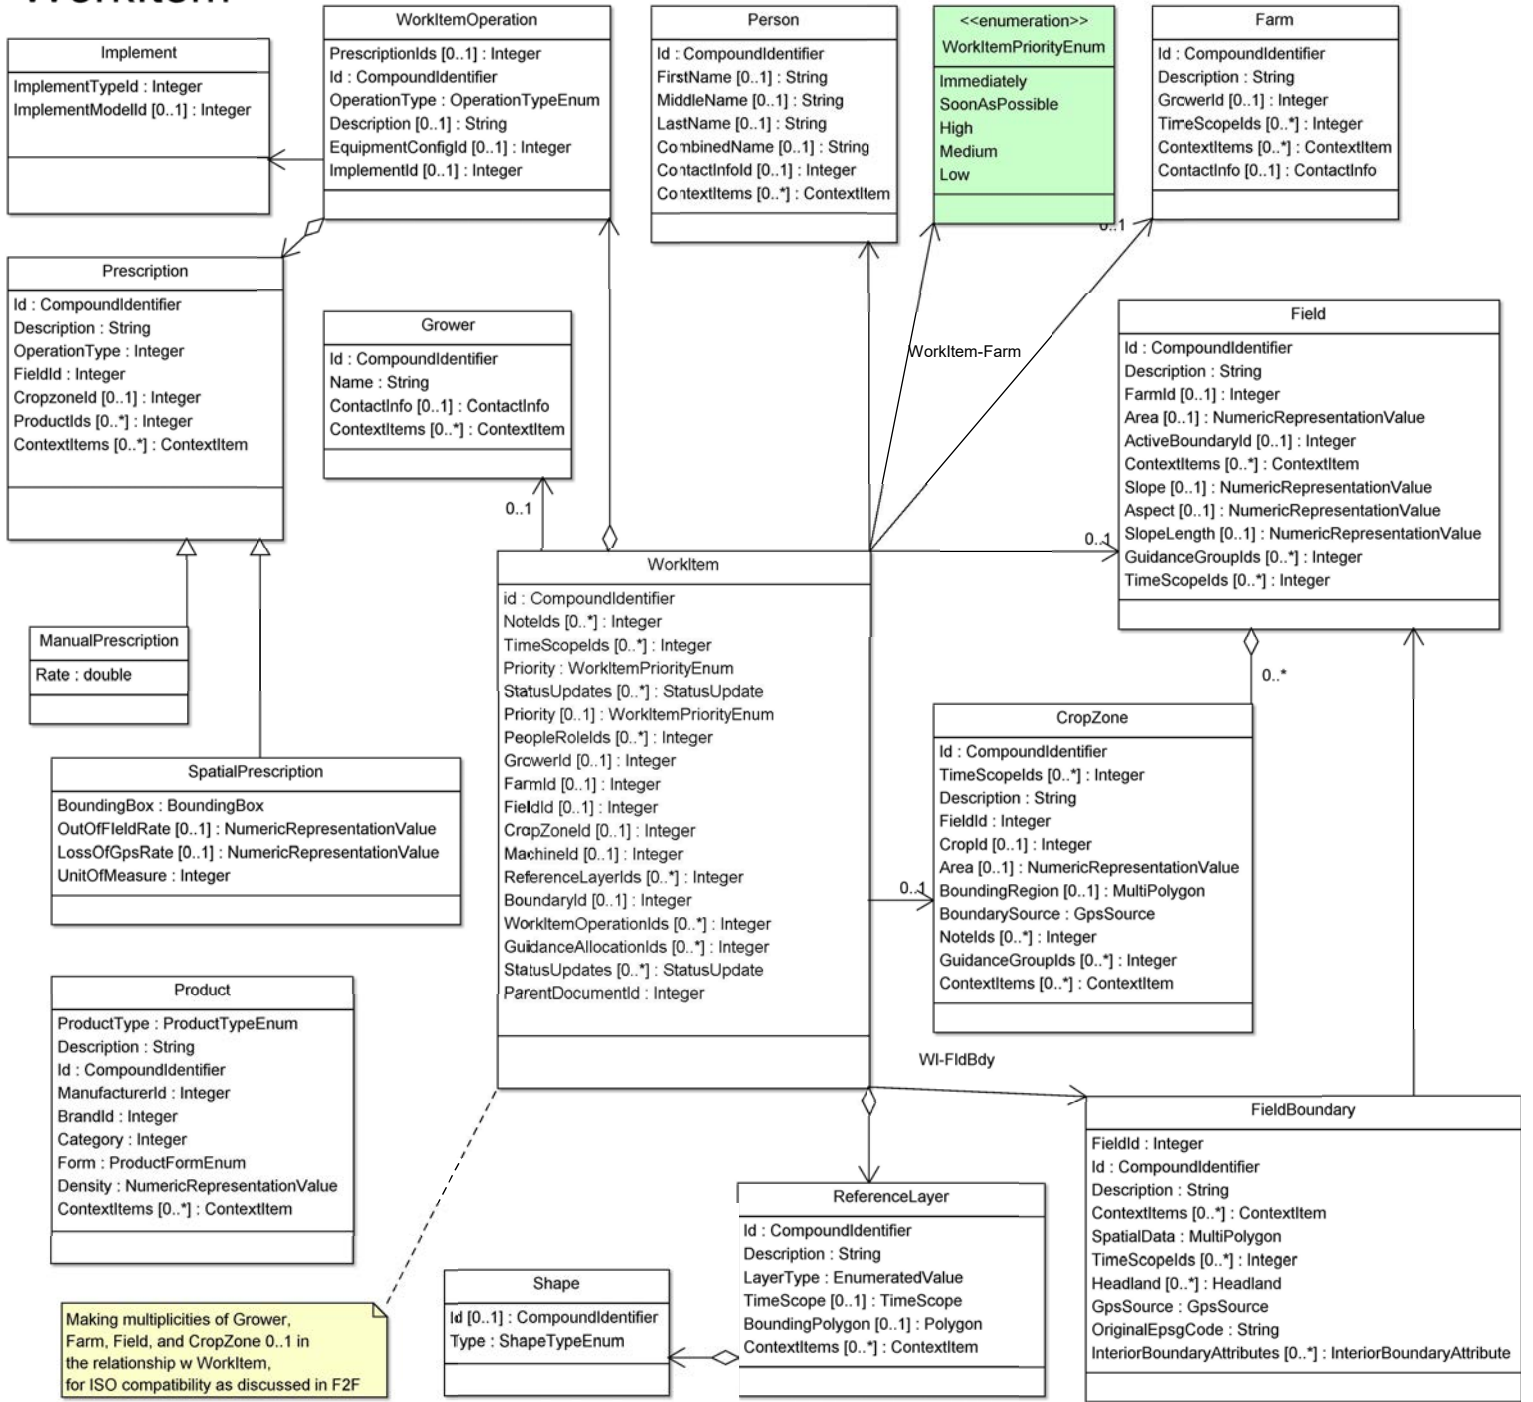 WorkItem
WorkItemOperation
PrescriptionIds [0..1] : Integer
Id : CompoundIdentifier
OperationType : OperationTypeEnum
Description [0..1] : String
EquipmentConfigId [0..1] : Integer
ImplementId [0..1] : Integer
Person
Id : CompoundIdentifier
FirstName [0..1] : String
MiddleName [0..1] : String
LastName [0..1] : String
CombinedName [0..1] : String
ContactInfoId [0..1] : Integer
ContextItems [0..*] : ContextItem
<<enumeration>>
WorkItemPriorityEnum
Immediately
SoonAsPossible
High
Medium
Low
Farm
Id : CompoundIdentifier
Description : String
GrowerId [0..1] : Integer
TimeScopeIds [0..*] : Integer
ContextItems [0..*] : ContextItem
ContactInfo [0..1] : ContactInfo
0..1
Implement
ImplementTypeId : Integer
ImplementModelId [0..1] : Integer
Prescription
Id : CompoundIdentifier
Description : String
OperationType : Integer
FieldId : Integer
CropzoneId [0..1] : Integer
ProductIds [0..*] : Integer
ContextItems [0..*] : ContextItem
Grower
Id : CompoundIdentifier
Name : String
ContactInfo [0..1] : ContactInfo
ContextItems [0..*] : ContextItem
0..1
WorkItem-Farm
Field
Id : CompoundIdentifier
Description : String
FarmId [0..1] : Integer
Area [0..1] : NumericRepresentationValue
ActiveBoundaryId [0..1] : Integer
ContextItems [0..*] : ContextItem
Slope [0..1] : NumericRepresentationValue
Aspect [0..1] : NumericRepresentationValue
SlopeLength [0..1] : NumericRepresentationValue
GuidanceGroupIds [0..*] : Integer
TimeScopeIds [0..*] : Integer
0..1
0..*
WorkItem
id : CompoundIdentifier
NoteIds [0..*] : Integer
TimeScopeIds [0..*] : Integer
Priority : WorkItemPriorityEnum
StatusUpdates [0..*] : StatusUpdate
Priority [0..1] : WorkItemPriorityEnum
PeopleRoleIds [0..*] : Integer
GrowerId [0..1] : Integer
FarmId [0..1] : Integer
FieldId [0..1] : Integer
CropZoneId [0..1] : Integer
MachineId [0..1] : Integer
ReferenceLayerIds [0..*] : Integer
BoundaryId [0..1] : Integer
WorkItemOperationIds [0..*] : Integer
GuidanceAllocationIds [0..*] : Integer
StatusUpdates [0..*] : StatusUpdate
ParentDocumentId : Integer
ManualPrescription
Rate : double
SpatialPrescription
BoundingBox : BoundingBox
OutOfFIeldRate [0..1] : NumericRepresentationValue
LossOfGpsRate [0..1] : NumericRepresentationValue
UnitOfMeasure : Integer
CropZone
Id : CompoundIdentifier
TimeScopeIds [0..*] : Integer
Description : String
FieldId : Integer
CropId [0..1] : Integer
Area [0..1] : NumericRepresentationValue
BoundingRegion [0..1] : MultiPolygon
BoundarySource : GpsSource
NoteIds [0..*] : Integer
GuidanceGroupIds [0..*] : Integer
ContextItems [0..*] : ContextItem
0..1
Product
ProductType : ProductTypeEnum
Description : String
Id : CompoundIdentifier
ManufacturerId : Integer
BrandId : Integer
Category : Integer
Form : ProductFormEnum
Density : NumericRepresentationValue
ContextItems [0..*] : ContextItem
WI-FldBdy
FieldBoundary
FieldId : Integer
Id : CompoundIdentifier
Description : String
ContextItems [0..*] : ContextItem
SpatialData : MultiPolygon
TimeScopeIds [0..*] : Integer
Headland [0..*] : Headland
GpsSource : GpsSource
OriginalEpsgCode : String
InteriorBoundaryAttributes [0..*] : InteriorBoundaryAttribute
ReferenceLayer
Id : CompoundIdentifier
Description : String
LayerType : EnumeratedValue
TimeScope [0..1] : TimeScope
BoundingPolygon [0..1] : Polygon
ContextItems [0..*] : ContextItem
Shape
Id [0..1] : CompoundIdentifier
Type : ShapeTypeEnum
Making multiplicities of Grower,
Farm, Field, and CropZone 0..1 in
the relationship w WorkItem,
for ISO compatibility as discussed in F2F